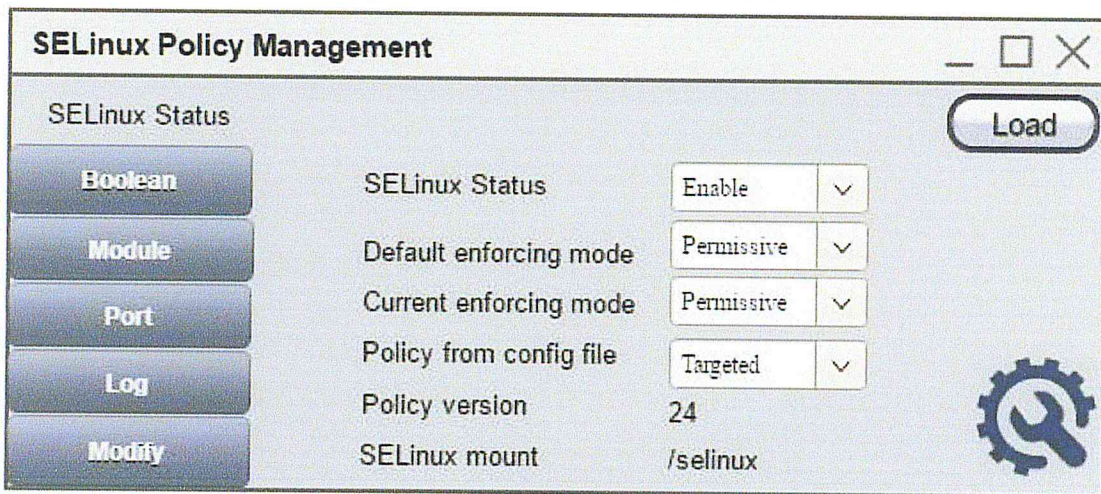 SELinux Policy Management
SELinux Status
Load
Boolean
Module
Port
Log
Modify
SELinux Status Enable
Default enforcing mode Permissive
Current enforcing mode Permissive
Policy from config file Targeted
Policy version 24
SELinux mount /selinux